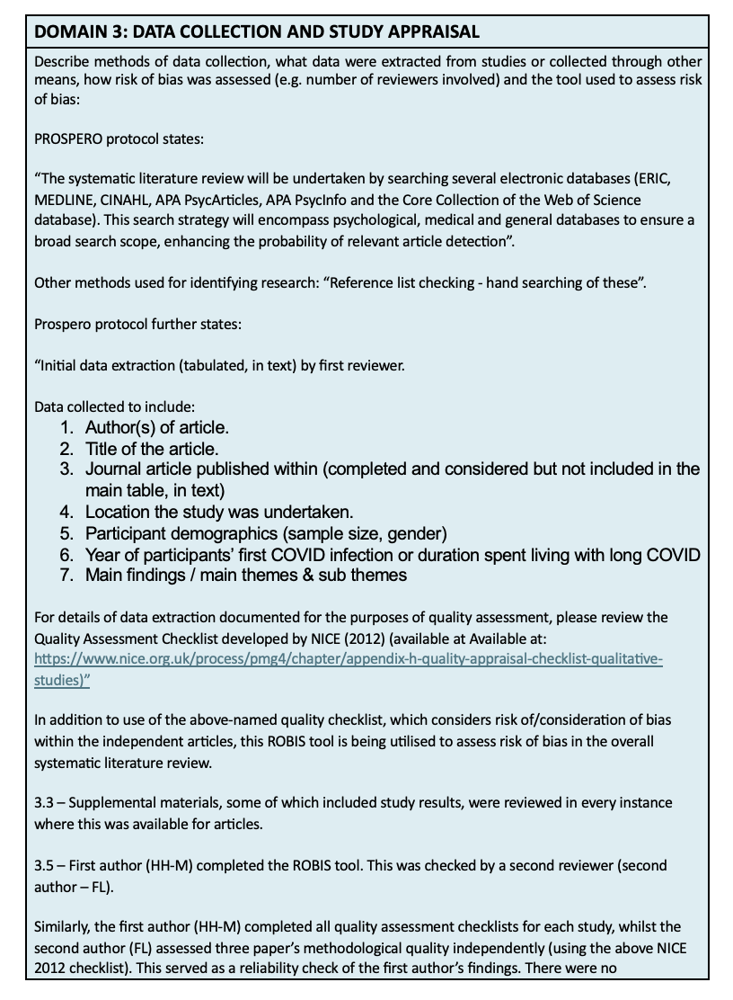 DOMAIN 3: DATA COLLECTION AND STUDY APPRAISAL
Describe methods of data collection, what data were extracted from studies or collected through other
means, how risk of bias was assessed (e.g. number of reviewers involved) and the tool used to assess risk
of bias:
PROSPERO protocol states:
“The systematic literature review will be undertaken by searching several electronic databases (ERIC,
MEDLINE, CINAHL, APA PsycArticles, APA PsycInfo and the Core Collection of the Web of Science
database). This search strategy will encompass psychological, medical and general databases to ensure a
broad search scope, enhancing the probability of relevant article detection”.
Other methods used for identifying research: “Reference list checking - hand searching of these”.
Prospero protocol further states:
“Initial data extraction (tabulated, in text) by first reviewer.
Data collected to include:
1. Author(s) of article.
2. Title of the article.
3. Journal article published within (completed and considered but not included in the
main table, in text)
4. Location the study was undertaken.
5. Participant demographics (sample size, gender)
6. Year of participants’ first COVID infection or duration spent living with long COVID
7. Main findings / main themes & sub themes
For details of data extraction documented for the purposes of quality assessment, please review the
Quality Assessment Checklist developed by NICE (2012) (available at Available at:
https://www.nice.org.uk/process/pmg4/chapter/appendix-h-quality-appraisal-checklist-qualitative-
studies)”
In addition to use of the above-named quality checklist, which considers risk of/consideration of bias
within the independent articles, this ROBIS tool is being utilised to assess risk of bias in the overall
systematic literature review.
3.3 – Supplemental materials, some of which included study results, were reviewed in every instance
where this was available for articles.
3.5 – First author (HH-M) completed the ROBIS tool. This was checked by a second reviewer (second
author – FL).
Similarly, the first author (HH-M) completed all quality assessment checklists for each study, whilst the
second author (FL) assessed three paper’s methodological quality independently (using the above NICE
2012 checklist). This served as a reliability check of the first author’s findings. There were no